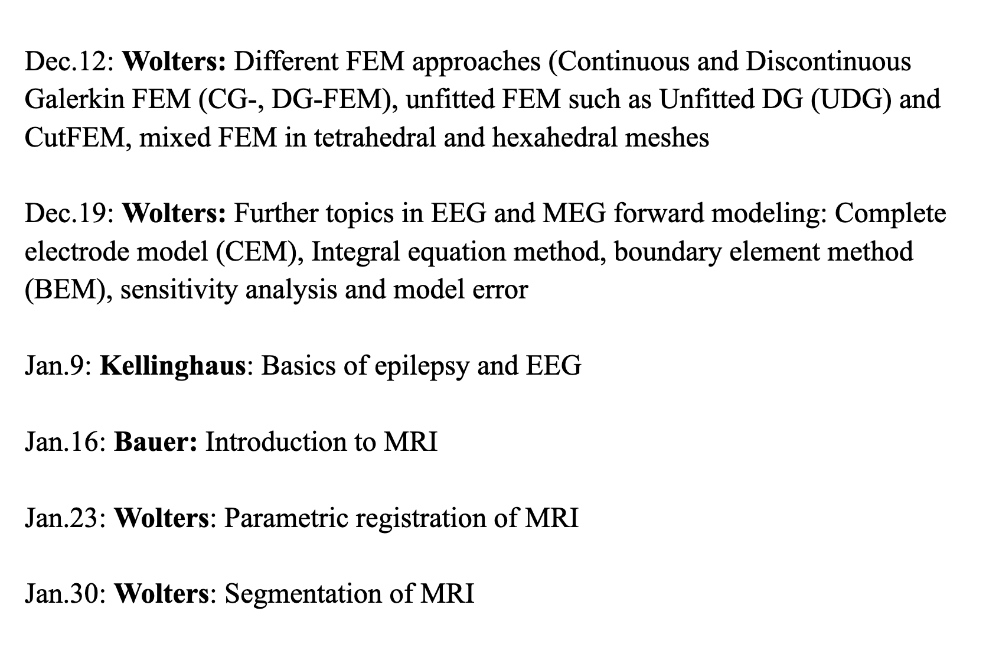 Dec.12: Wolters: Different FEM approaches (Continuous and Discontinuous
Galerkin FEM (CG-, DG-FEM), unfitted FEM such as Unfitted DG (UDG) and
CutFEM, mixed FEM in tetrahedral and hexahedral meshes
Dec.19: Wolters: Further topics in EEG and MEG forward modeling: Complete
electrode model (CEM), Integral equation method, boundary element method
(BEM), sensitivity analysis and model error
Jan.9: Kellinghaus: Basics of epilepsy and EEG
Jan.16: Bauer: Introduction to MRI
Jan.23: Wolters: Parametric registration of MRI
Jan.30: Wolters: Segmentation of MRI